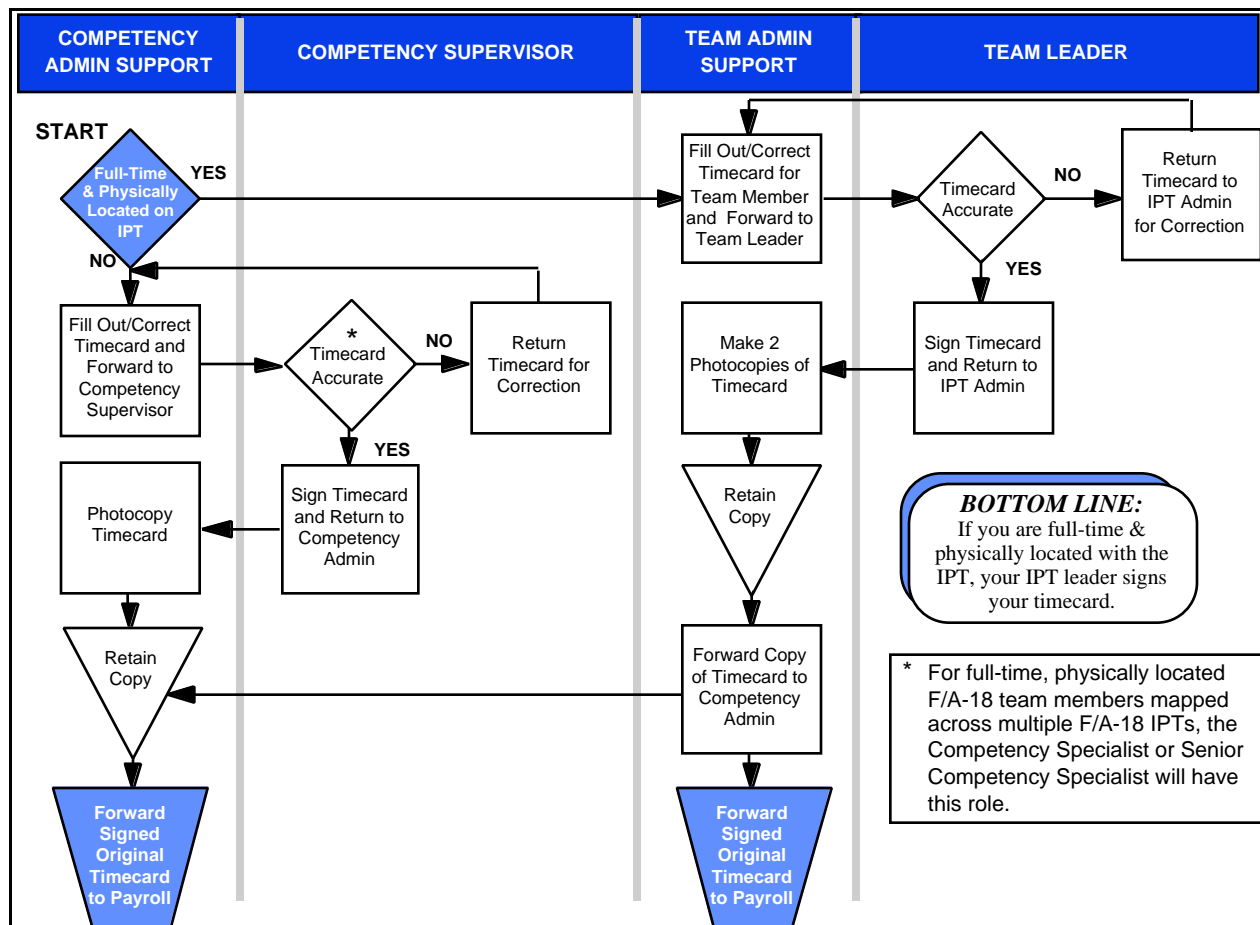 COMPETENCY
ADMIN SUPPORT
COMPETENCY SUPERVISOR
TEAM ADMIN
SUPPORT
TEAM LEADER
START
Full-Time
& Physically
Located on
IPT
YES
NO
Fill Out/Correct
Timecard for
Team Member
and Forward to
Team Leader
Timecard
Accurate
NO
YES
Return
Timecard to
IPT Admin
for Correction
Fill Out/Correct
Timecard and
Forward to
Competency
Supervisor
*
Timecard
Accurate
NO
YES
Return
Timecard for
Correction
Make 2
Photocopies of
Timecard
Sign Timecard
and Return to
IPT Admin
Photocopy
Timecard
Sign Timecard
and Return to
Competency
Admin
Retain
Copy
BOTTOM LINE:
If you are full-time &
physically located with the
IPT, your IPT leader signs
your timecard.
Retain
Copy
Forward Copy
of Timecard to
Competency
Admin
* For full-time, physically located
F/A-18 team members mapped
across multiple F/A-18 IPTs, the
Competency Specialist or Senior
Competency Specialist will have
this role.
Forward
Signed
Original
Timecard
to Payroll
Forward
Signed
Original
Timecard
to Payroll